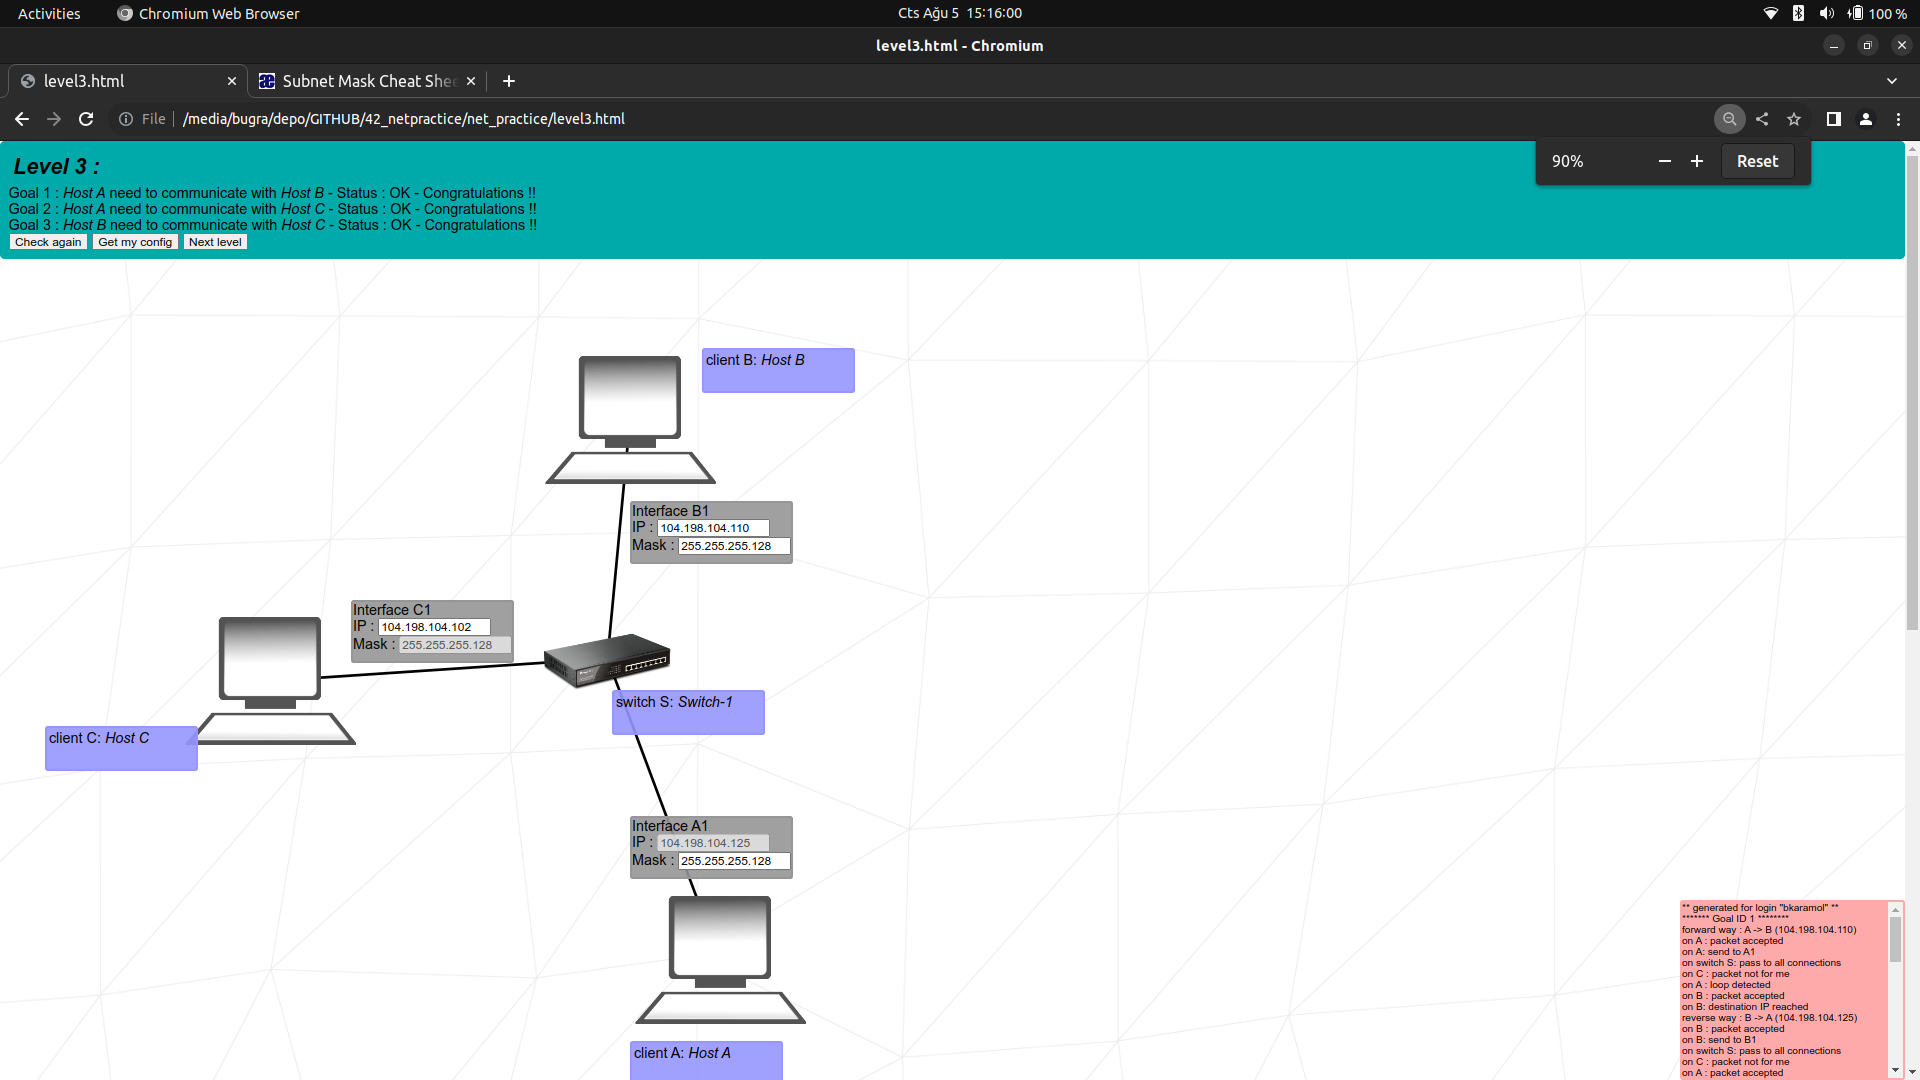 Activities
Chromium Web Browser
Cts Ağu 5 15:16:00
100 %
level3.html - Chromium
level3.html
Subnet Mask Cheat Shee
File
/media/bugra/depo/GITHUB/42_netpractice/net_practice/level3.html
90%
Reset
Level 3 :
Goal 1 : Host A need to communicate with Host B - Status : OK - Congratulations !!
Goal 2 : Host A need to communicate with Host C - Status : OK - Congratulations !!
Goal 3 : Host B need to communicate with Host C - Status : OK - Congratulations !!
Check again Get my config Next level
client B: Host B
Interface B1
IP : 104.198.104.110
Mask : 255.255.255.128
Interface C1
IP : 104.198.104.102
Mask : 255.255.255.128
switch S: Switch-1
client C: Host C
Interface A1
IP : 104.198.104.125
Mask : 255.255.255.128
client A: Host A
** generated for login "bkaramol" **
******* Goal ID 1 ********
forward way : A -> B (104.198.104.110)
on A : packet accepted
on A: send to A1
on switch S: pass to all connections
on C : packet not for me
on A : loop detected
on B : packet accepted
on B: destination IP reached
reverse way : B -> A (104.198.104.125)
on B : packet accepted
on B: send to B1
on switch S: pass to all connections
on C : packet not for me
on A : packet accepted